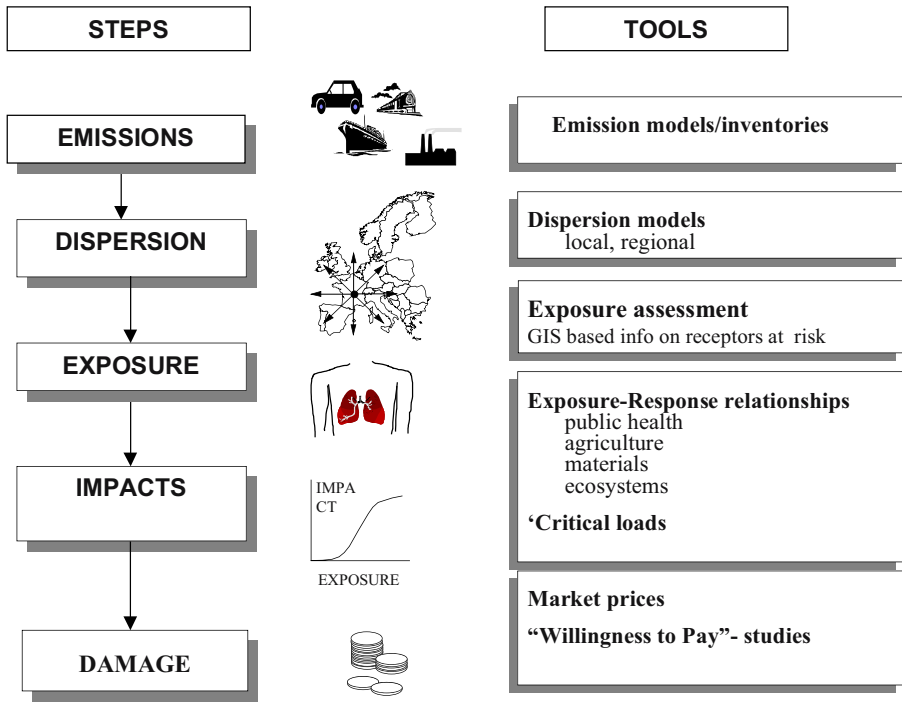 STEPS
TOOLS
EMISSIONS
Emission models/inventories
DISPERSION
Dispersion models
local, regional
EXPOSURE
Exposure assessment
GIS based info on receptors at risk
IMPACTS
IMPA
CT
EXPOSURE
Exposure-Response relationships
public health
agriculture
materials
ecosystems
‘Critical loads
DAMAGE
Market prices
“Willingness to Pay”- studies